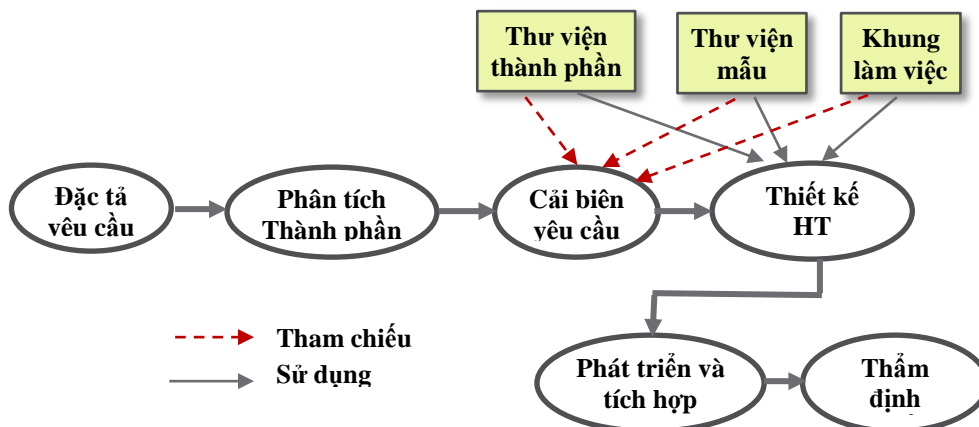 Thư viện
thành phần
Thư viện
mẫu
Khung
làm việc
Đặc tả
yêu cầu
Phân tích
Thành phần
Cải biên
yêu cầu
Thiết kế
HT
Tham chiếu
Sử dụng
Phát triển và
tích hợp
Thẩm
định